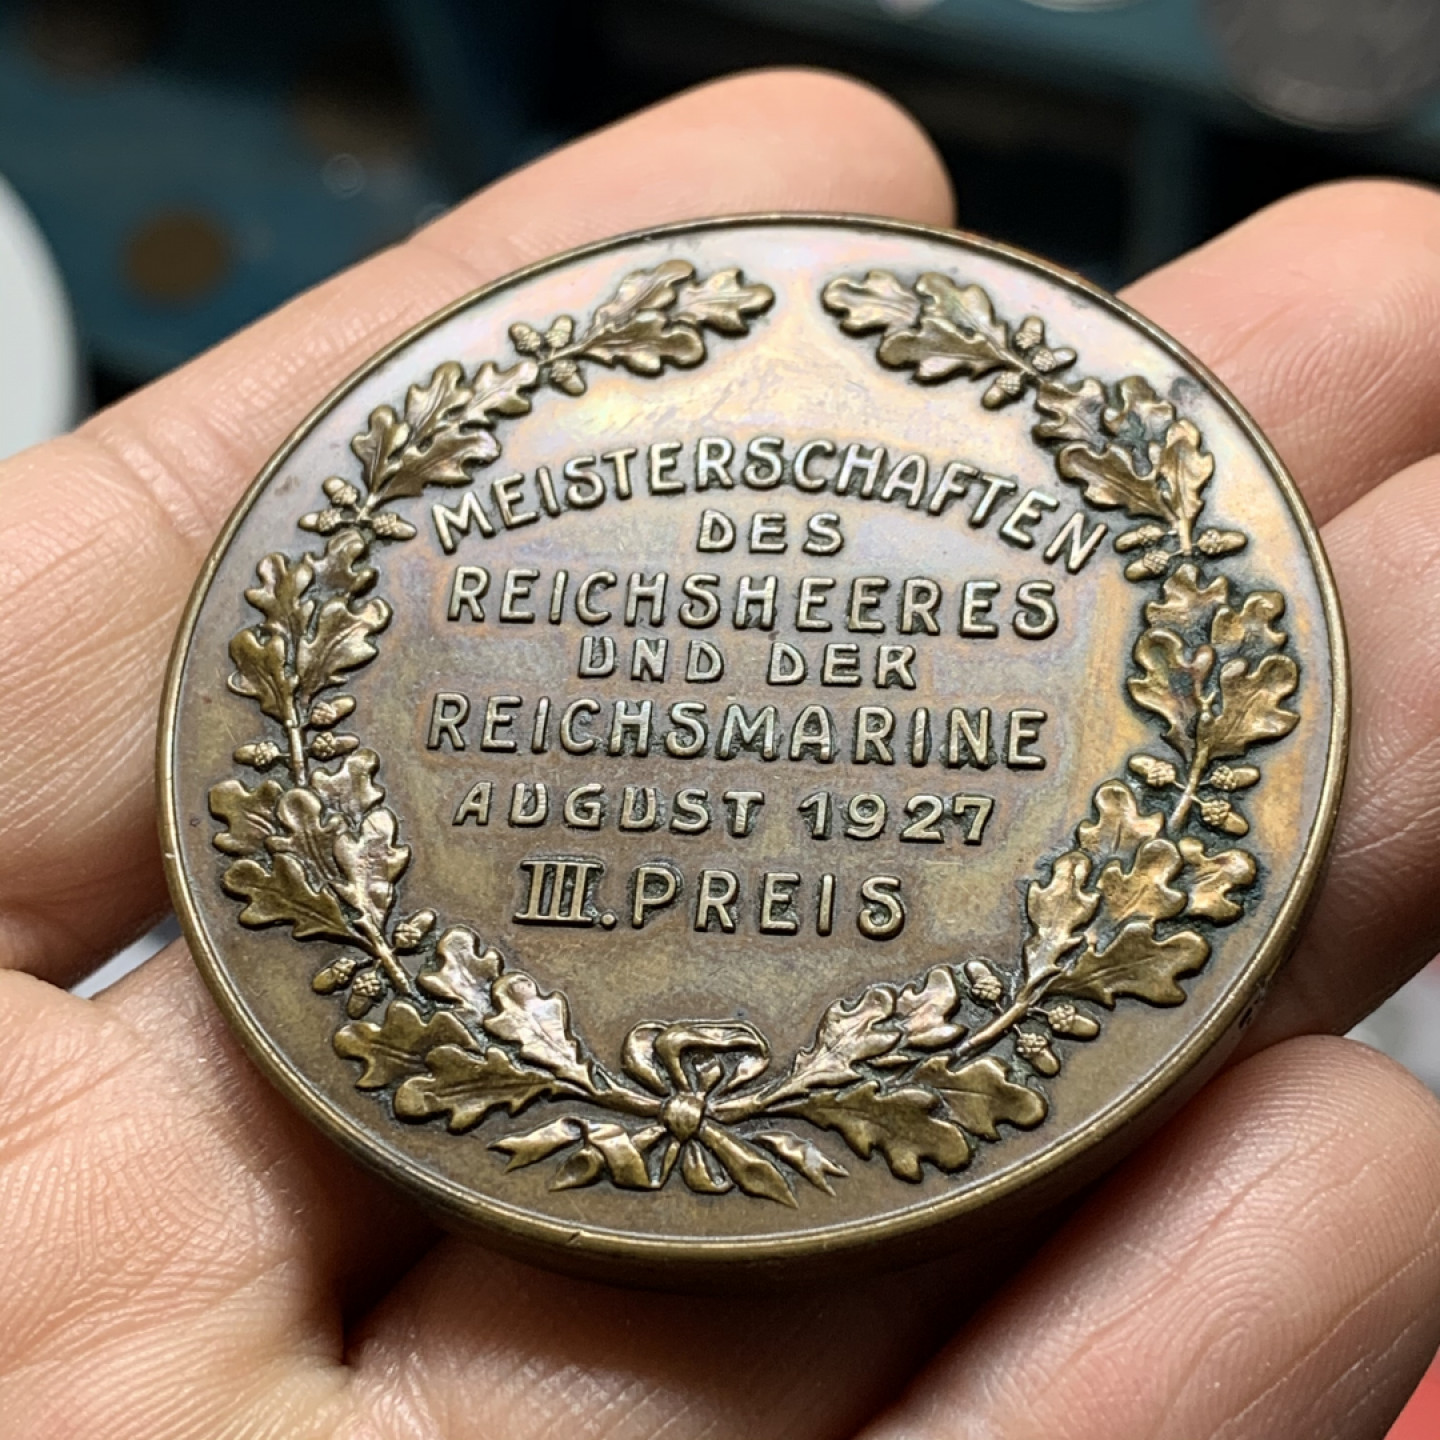 MEISTERSCHAFTEN
DES
REICHSHEERES
UND DER
REICHSMARINE
AUGUST 1927
III. PREIS